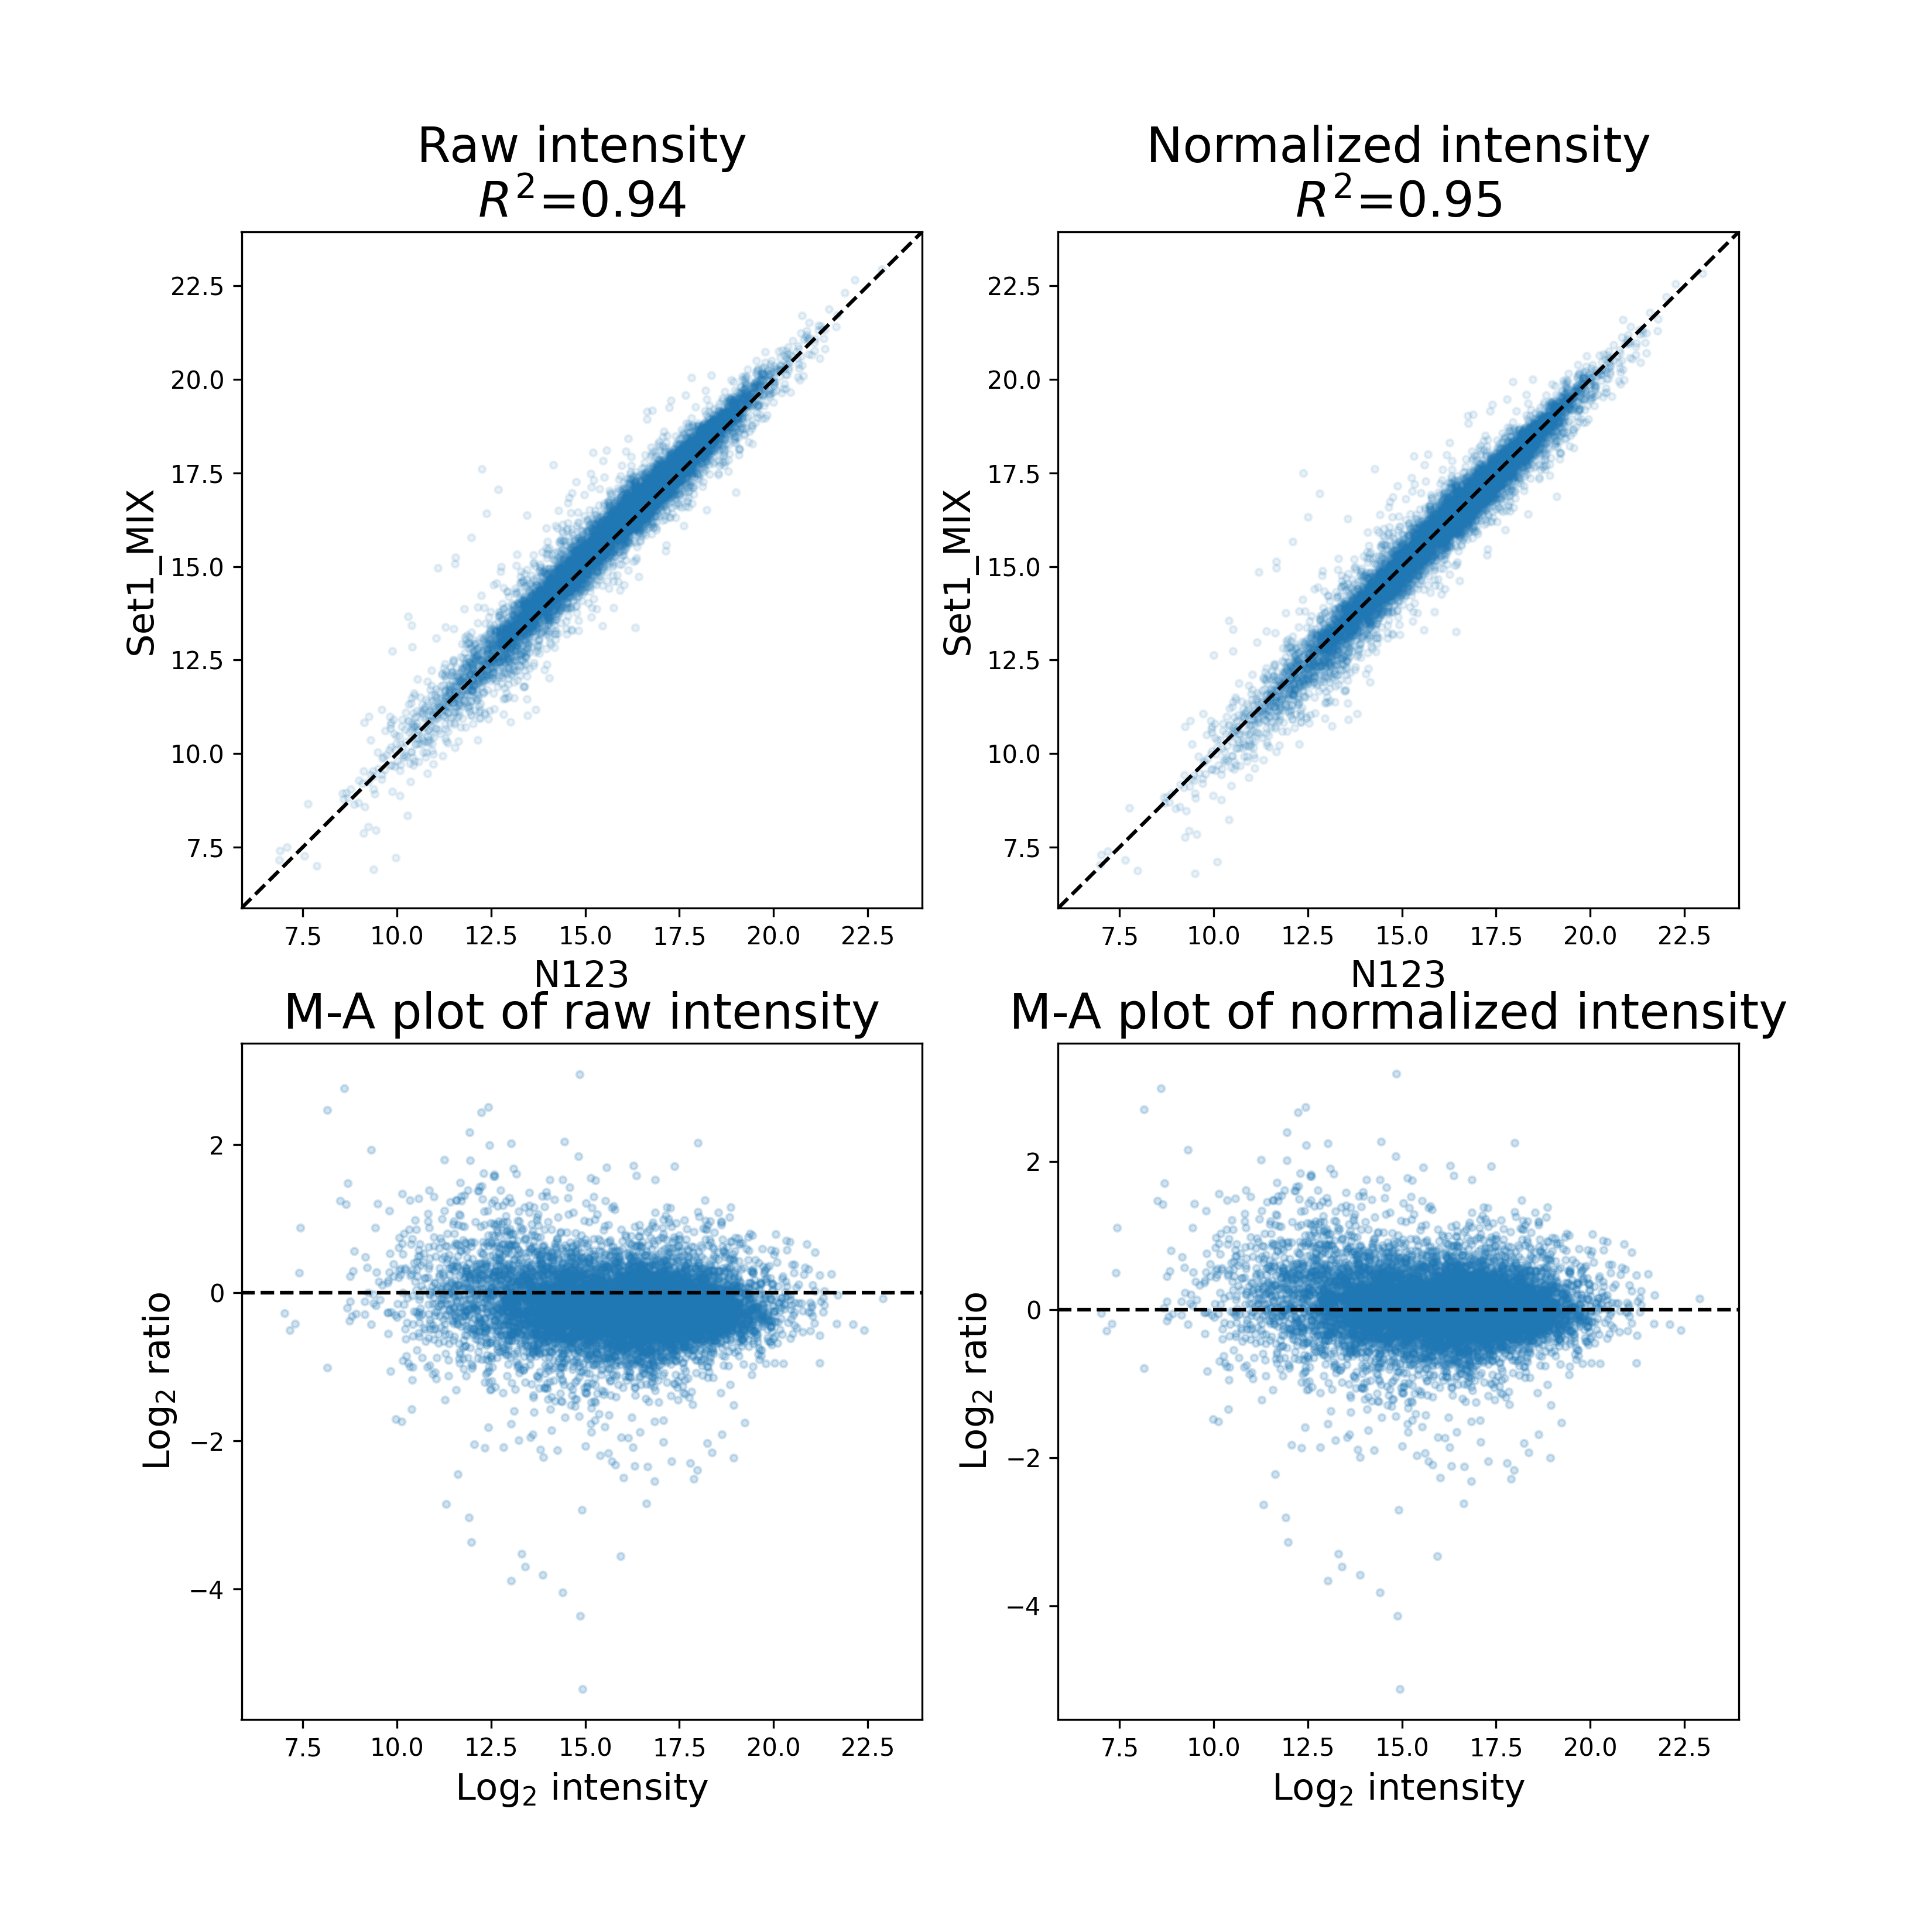 Raw intensity
R²=0.94
Normalized intensity
R²=0.95
Set1_MIX
22.5
20.0
17.5
15.0
12.5
10.0
7.5
7.5 10.0 12.5 15.0 17.5 20.0 22.5
N123
Set1_MIX
22.5
20.0
17.5
15.0
12.5
10.0
7.5
7.5 10.0 12.5 15.0 17.5 20.0 22.5
N123
M-A plot of raw intensity
Log₂ ratio
2
0
−2
−4
7.5 10.0 12.5 15.0 17.5 20.0 22.5
Log₂ intensity
M-A plot of normalized intensity
Log₂ ratio
2
0
−2
−4
7.5 10.0 12.5 15.0 17.5 20.0 22.5
Log₂ intensity